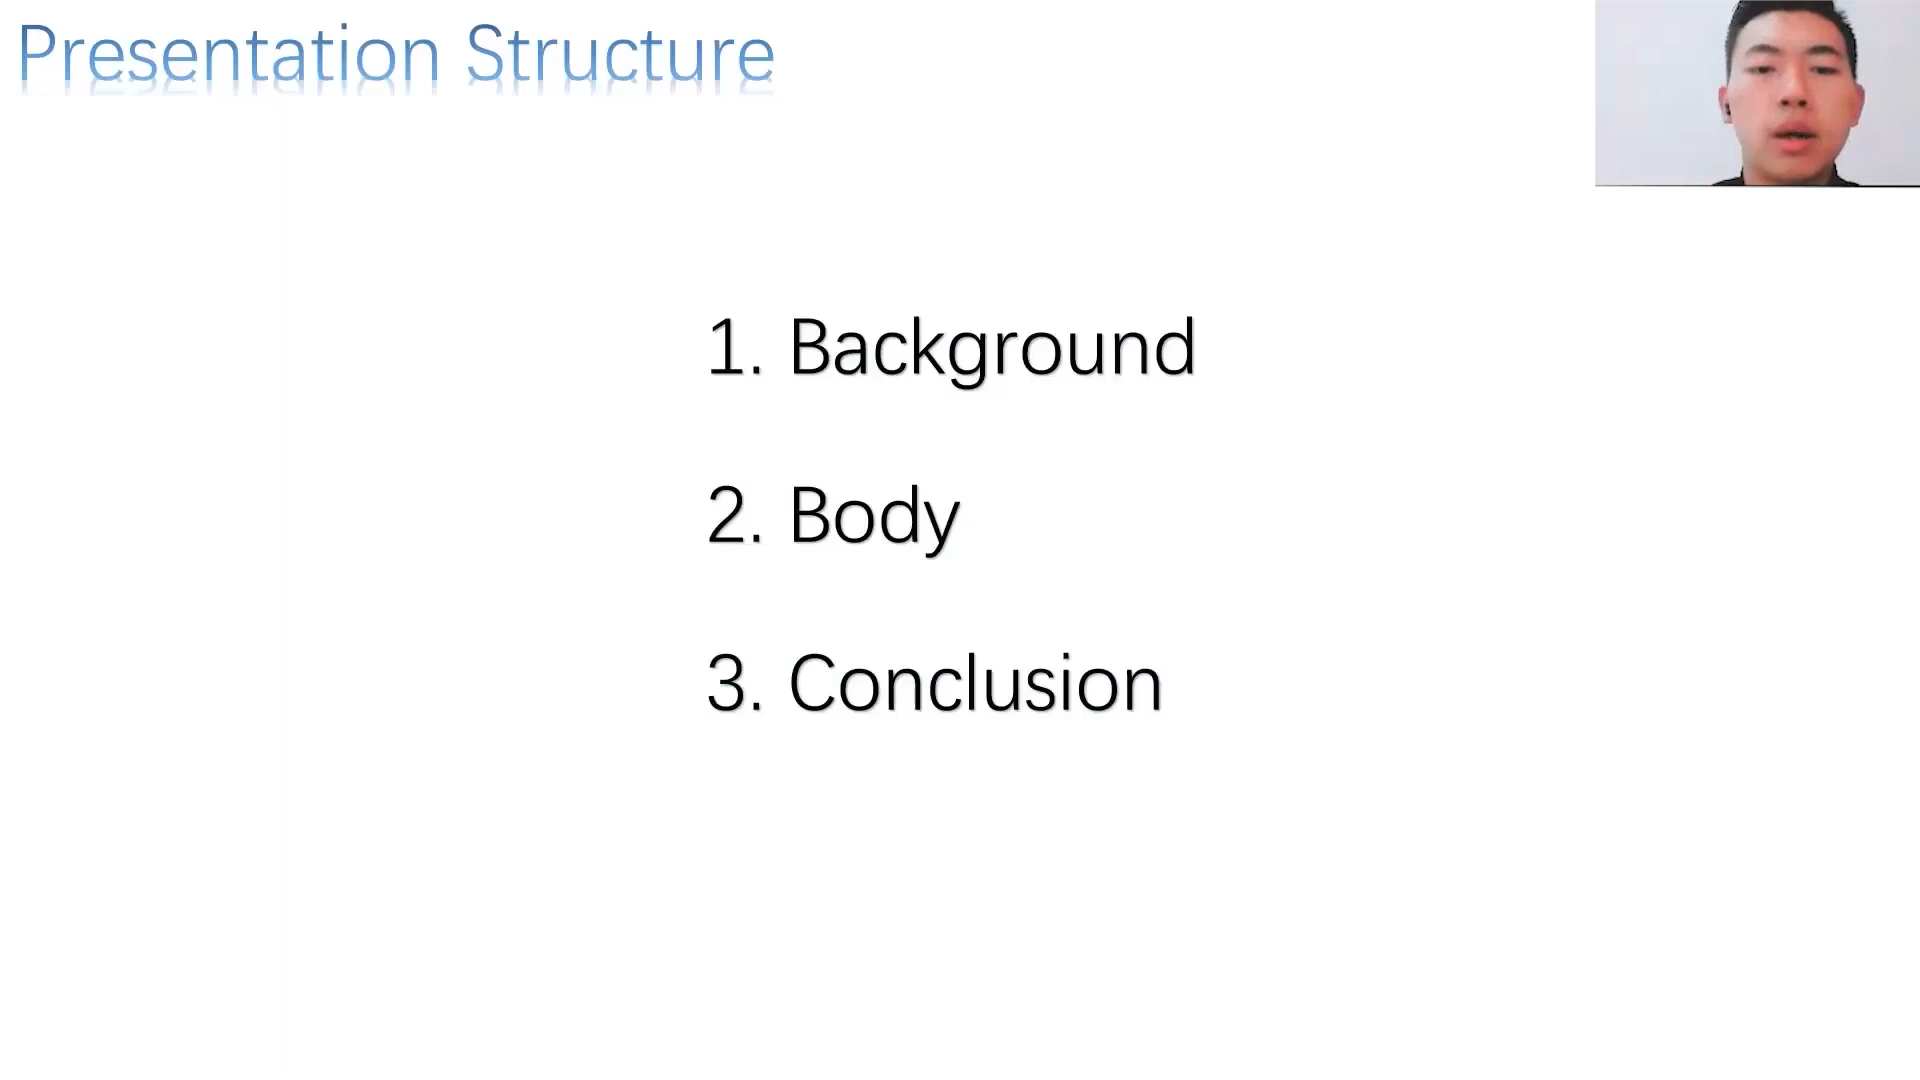 Presentation Structure
1. Background
2. Body
3. Conclusion